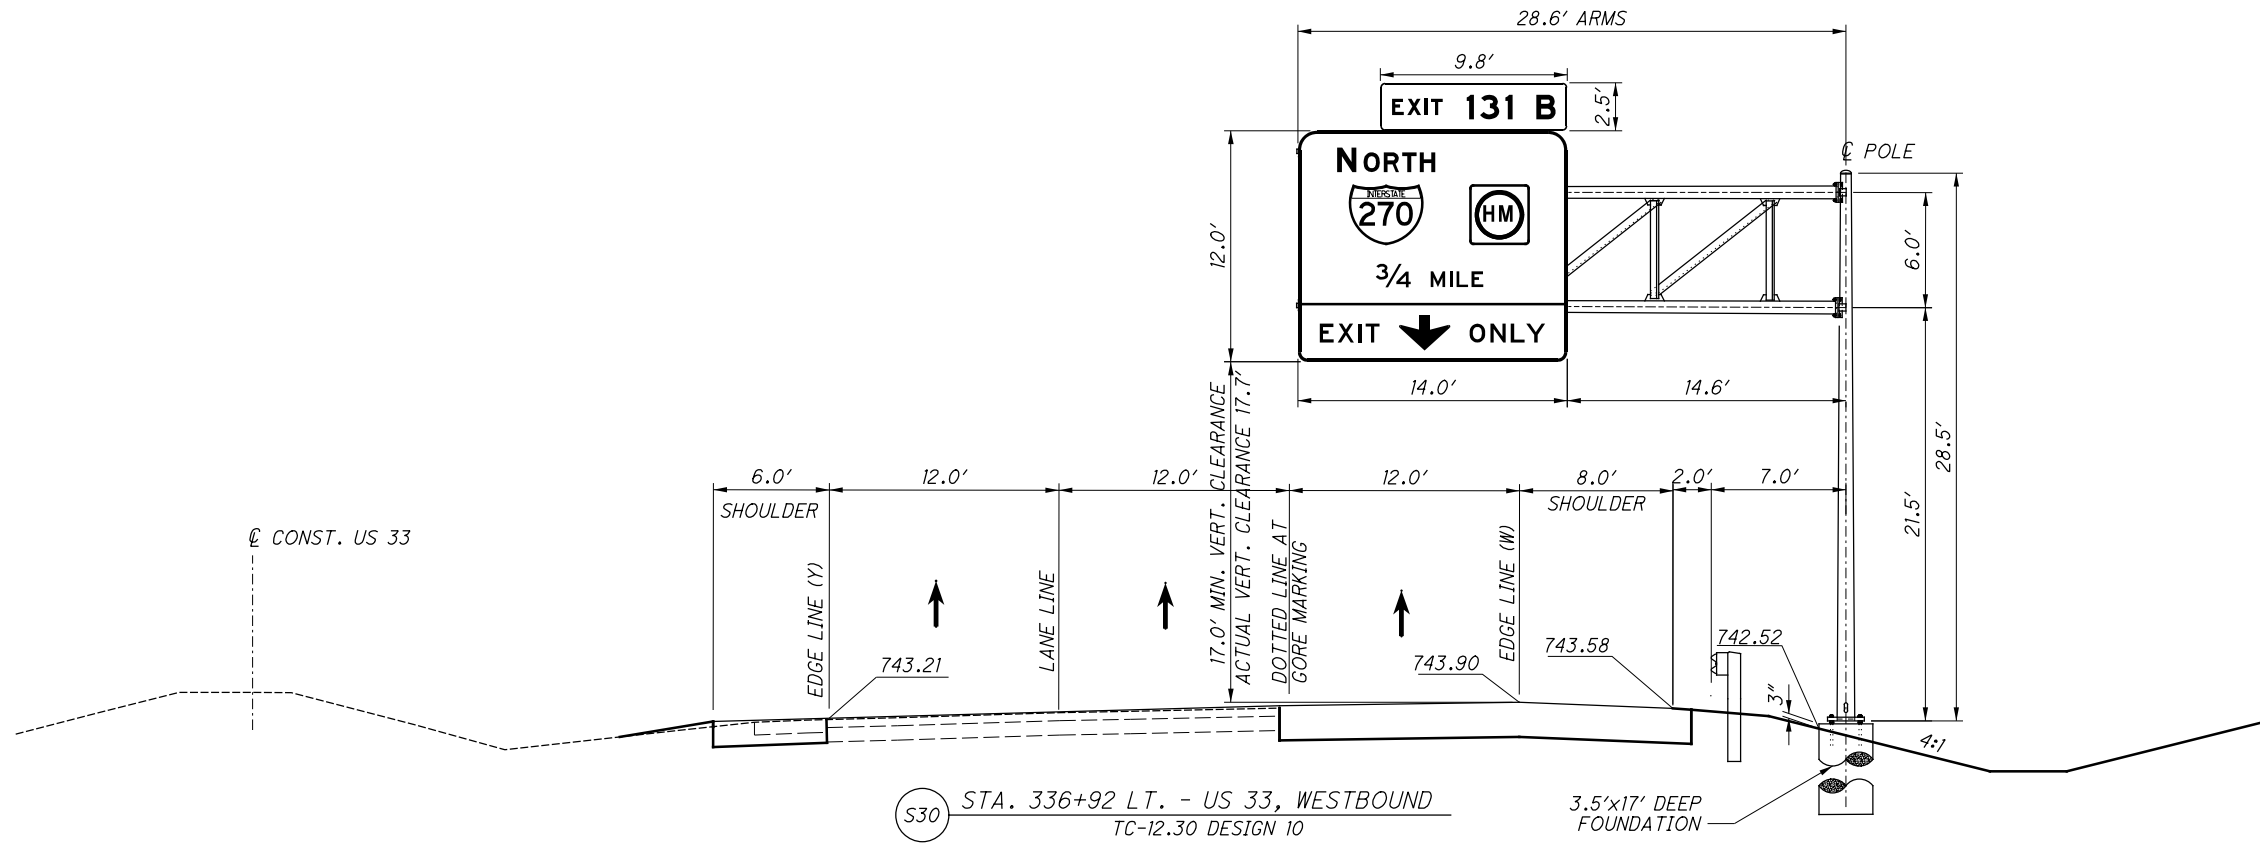 28.6' ARMS
9.8'
2.5'
EXIT 131 B
12.0'
NORTH
INTERSTATE
270
HM
3/4 MILE
EXIT ONLY
℄ POLE
6.0'
14.0'
14.6'
28.5'
21.5'
17.0' MIN. VERT. CLEARANCE
ACTUAL VERT. CLEARANCE 17.7'
6.0'
SHOULDER
12.0'
12.0'
12.0'
8.0'
SHOULDER
2.0'
7.0'
℄ CONST. US 33
EDGE LINE (Y)
LANE LINE
DOTTED LINE AT
GORE MARKING
EDGE LINE (W)
743.21
743.90
743.58
742.52
3"
4:1
S30
STA. 336+92 LT. - US 33, WESTBOUND
TC-12.30 DESIGN 10
3.5'x17' DEEP
FOUNDATION